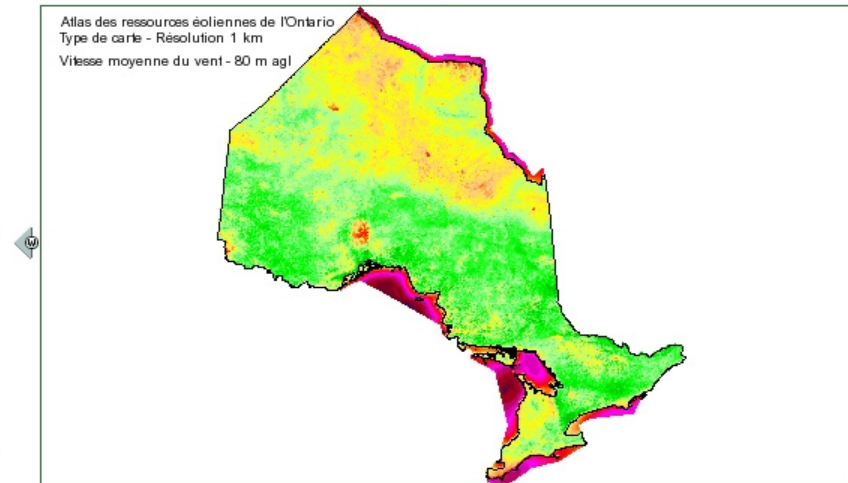 Atlas des ressources éoliennes de l'Ontario
Type de carte - Résolution 1 km
Vitesse moyenne du vent - 80 m agl